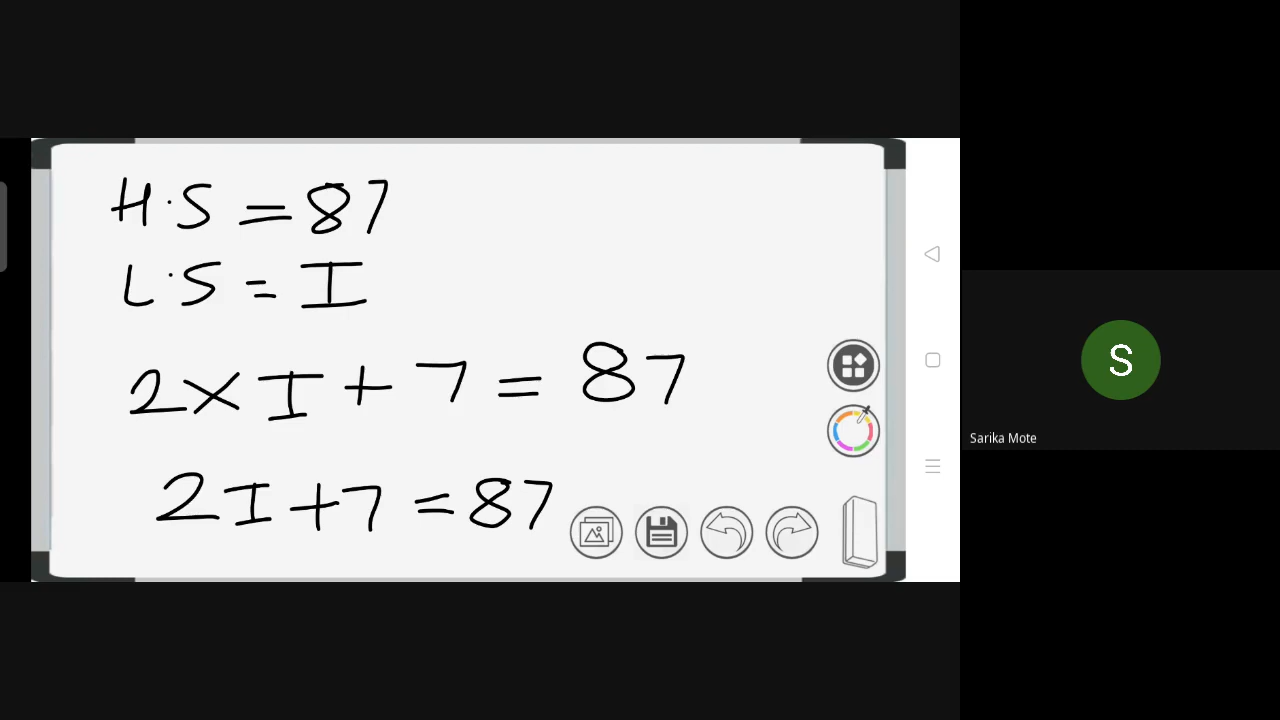 H.S = 87
L.S = I
2 × I + 7 = 87
2I + 7 = 87
S
Sarika Mote